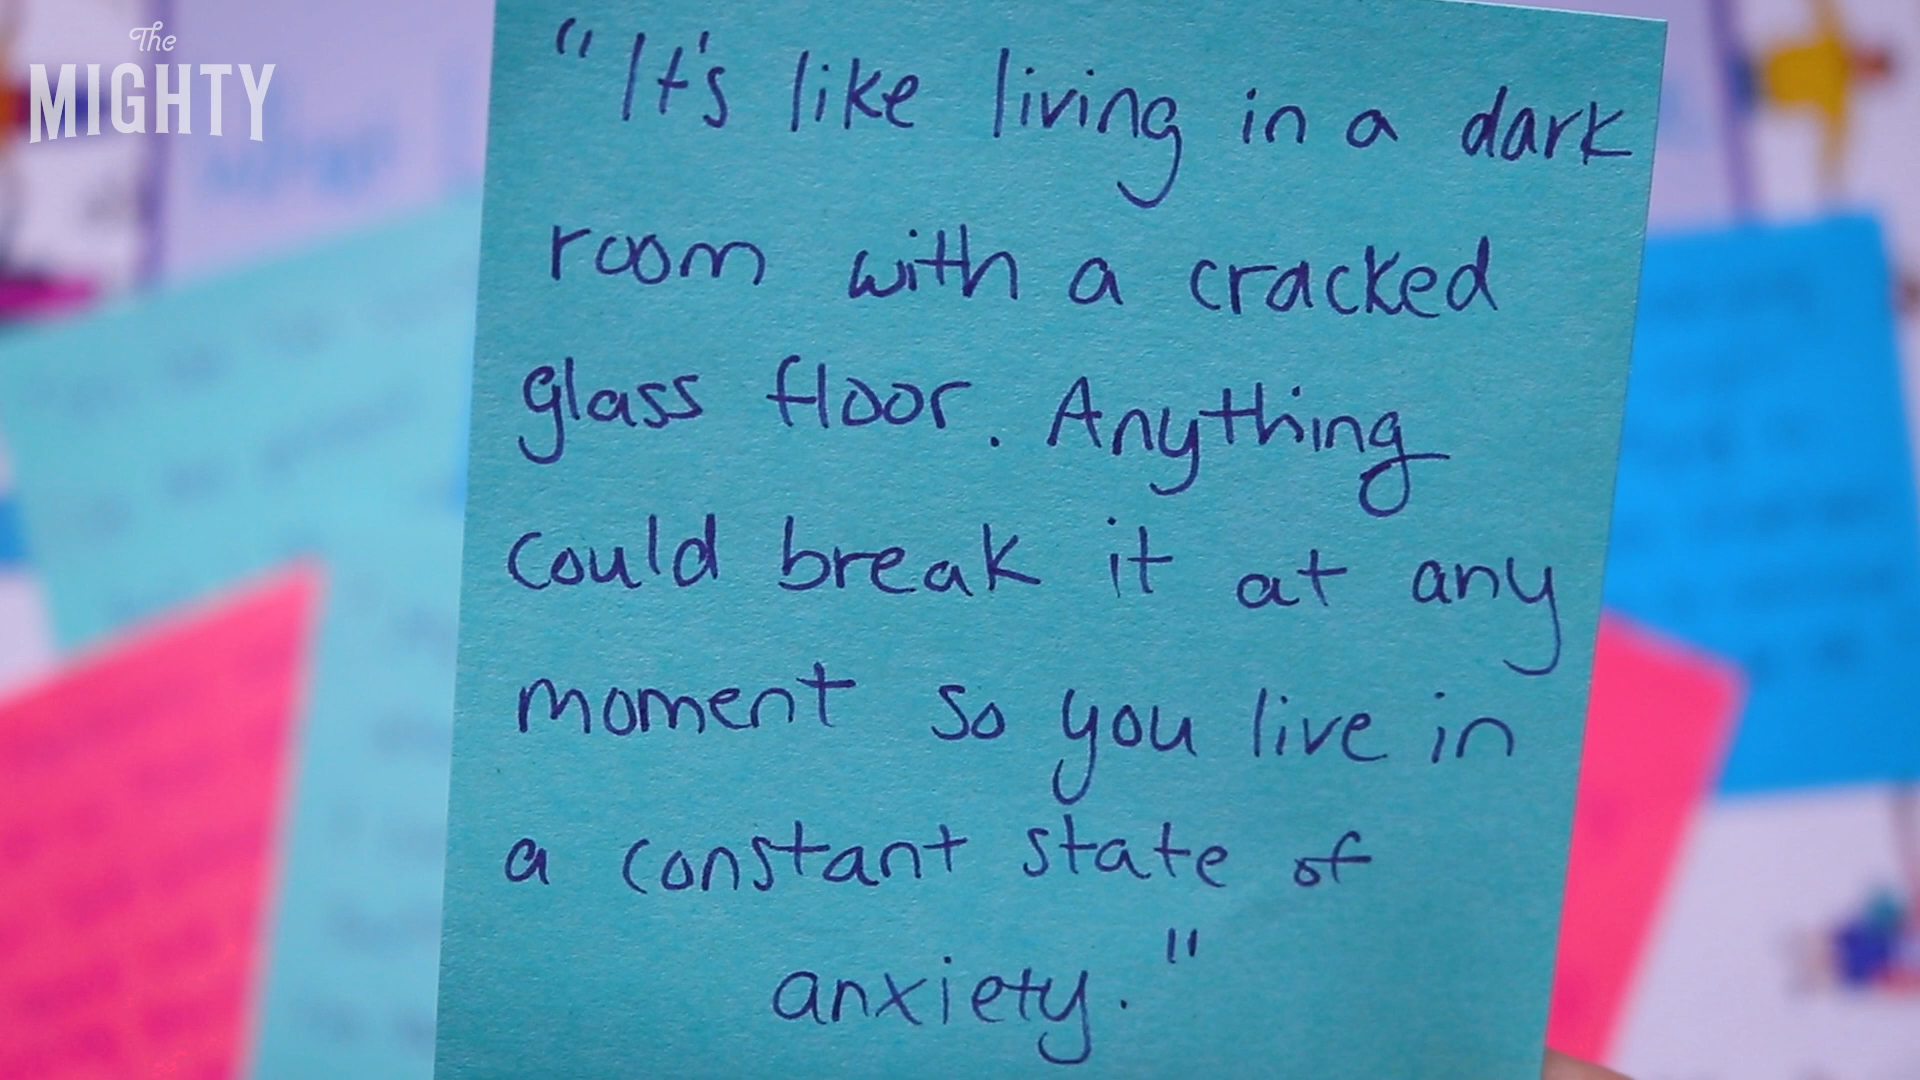 The
MIGHTY
"It's like living in a dark
room with a cracked
glass floor. Anything
could break it at any
moment so you live in
a constant state of
anxiety."